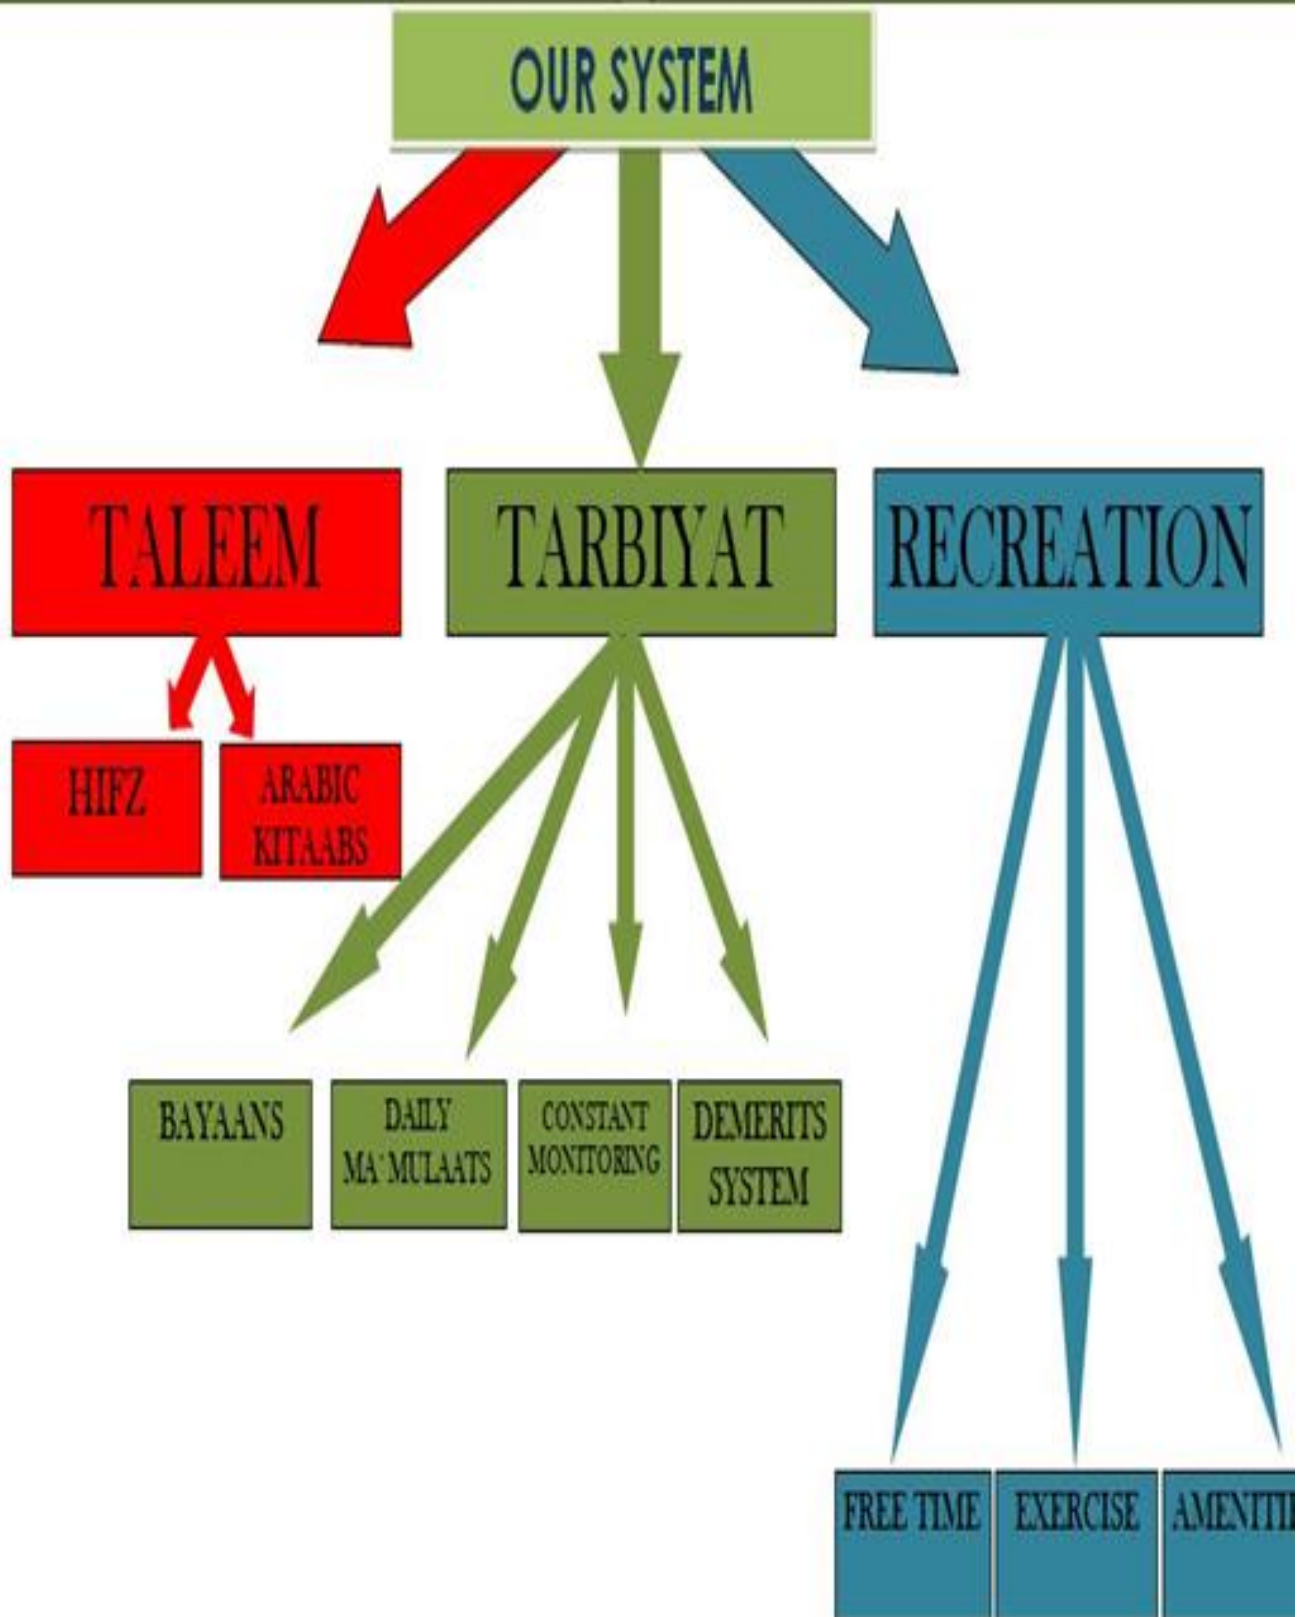 OUR SYSTEM
TALEEM
TARBIYAT
RECREATION
HIFZ
ARABIC
KITAABS
BAYAANS
DAILY
MA`MULAATS
CONSTANT
MONITORING
DEMERITS
SYSTEM
FREE TIME
EXERCISE